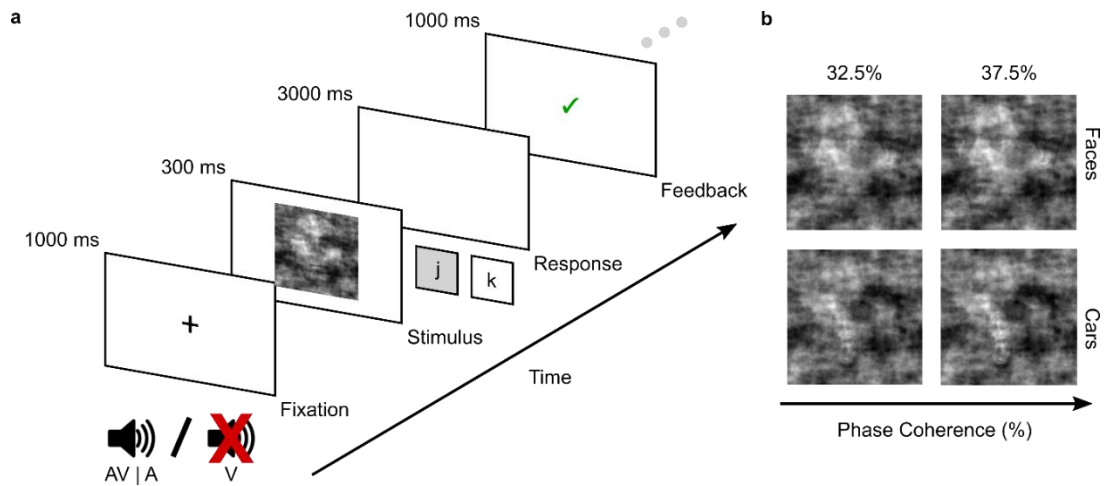 a
1000 ms
3000 ms
300 ms
1000 ms
Feedback
Response
j
k
Stimulus
Time
Fixation
AV | A
/
V
b
32.5%
37.5%
Faces
Cars
Phase Coherence (%)